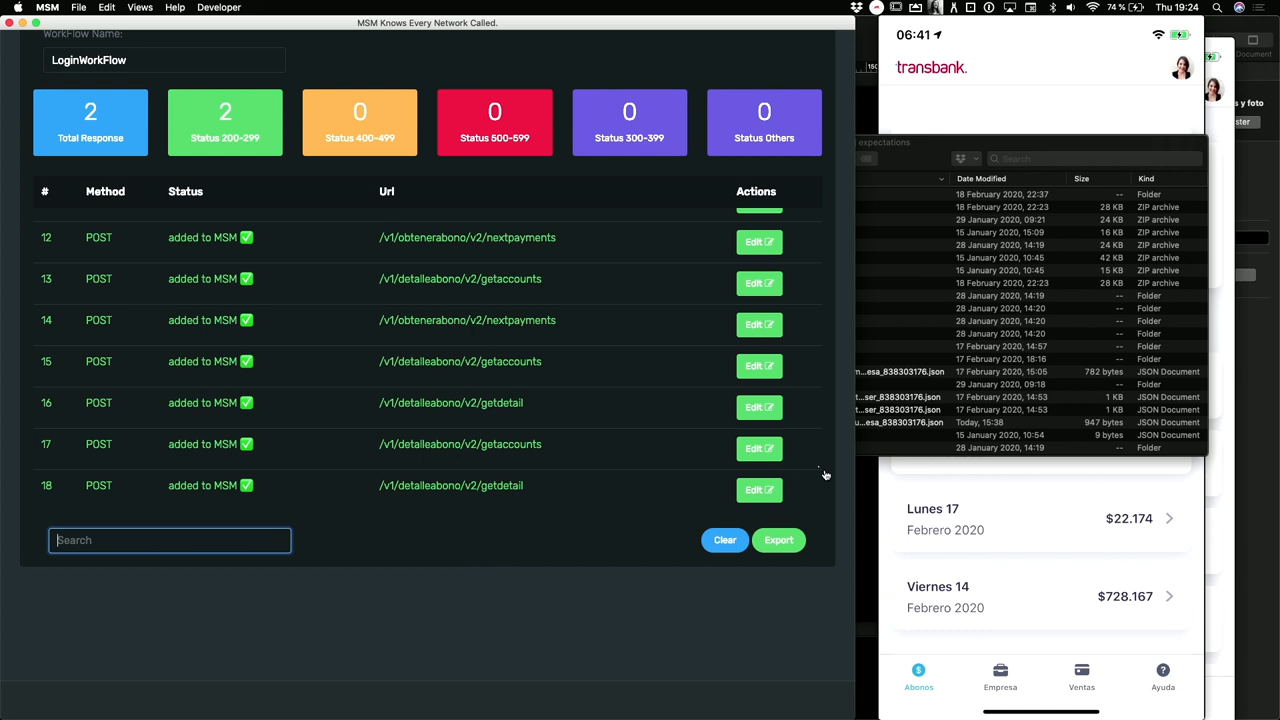 MSM File Edit Views Help Developer
74 % Thu 19:24
MSM Knows Every Network Called.
WorkFlow Name:
LoginWorkFlow
2 2 0 0 0 0
Total Response Status 200-299 Status 400-499 Status 500-599 Status 300-399 Status Others
# Method Status Url Actions
12 POST added to MSM ✅ /v1/obtenerabono/v2/nextpayments Edit
13 POST added to MSM ✅ /v1/detalleabono/v2/getaccounts Edit
14 POST added to MSM ✅ /v1/obtenerabono/v2/nextpayments Edit
15 POST added to MSM ✅ /v1/detalleabono/v2/getaccounts Edit
16 POST added to MSM ✅ /v1/detalleabono/v2/getdetail Edit
17 POST added to MSM ✅ /v1/detalleabono/v2/getaccounts Edit
18 POST added to MSM ✅ /v1/detalleabono/v2/getdetail Edit
Search Clear Export
06:41
transbank.
150
Document
s y foto
ster
expectations
Search
Date Modified Size Kind
18 February 2020, 22:37 -- Folder
18 February 2020, 22:23 28 KB ZIP archive
29 January 2020, 09:21 24 KB ZIP archive
15 January 2020, 15:09 16 KB ZIP archive
28 January 2020, 14:19 24 KB ZIP archive
15 January 2020, 10:45 42 KB ZIP archive
15 January 2020, 10:45 15 KB ZIP archive
18 February 2020, 22:23 28 KB ZIP archive
28 January 2020, 14:19 -- Folder
28 January 2020, 14:19 -- Folder
28 January 2020, 14:20 -- Folder
28 January 2020, 14:20 -- Folder
17 February 2020, 14:57 -- Folder
17 February 2020, 18:16 -- Folder
m...esa_838303176.json 17 February 2020, 15:05 782 bytes JSON Document
29 January 2020, 09:18 -- Folder
t...ser_838303176.json 17 February 2020, 14:53 1 KB JSON Document
...ser_838303176.json 17 February 2020, 14:53 1 KB JSON Document
u...esa_838303176.json Today, 15:38 947 bytes JSON Document
15 January 2020, 10:54 9 bytes JSON Document
28 January 2020, 14:19 -- Folder
Lunes 17
Febrero 2020
$22.174
Viernes 14
Febrero 2020
$728.167
Abonos Empresa Ventas Ayuda